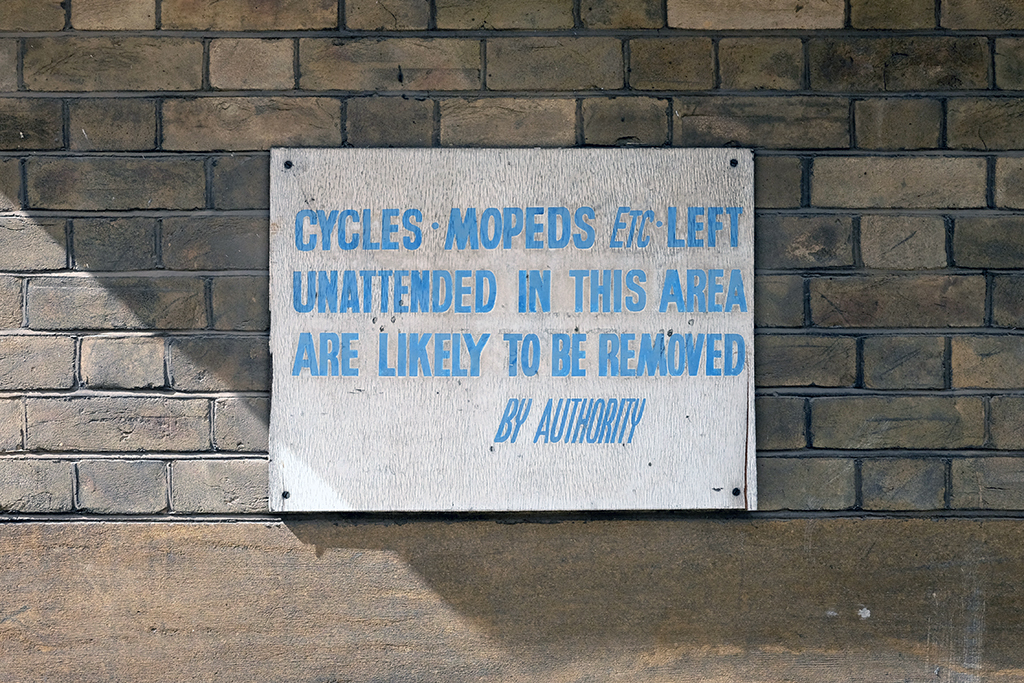 CYCLES · MOPEDS ETC · LEFT
UNATTENDED IN THIS AREA
ARE LIKELY TO BE REMOVED
BY AUTHORITY